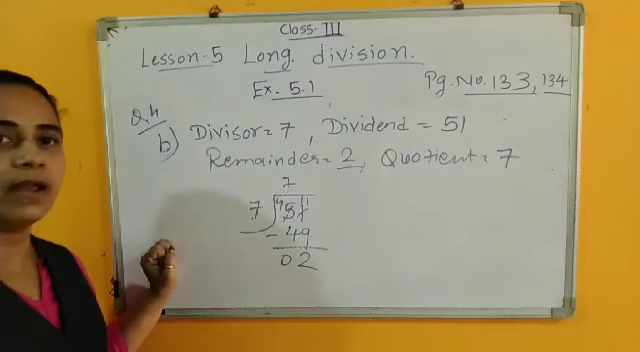 Class-III
Lesson-5 Long division.
Ex. 5.1
Pg. No. 133, 134
Q4
b) Divisor = 7, Dividend = 51
Remainder = 2, Quotient = 7
7
7 51
- 49
02